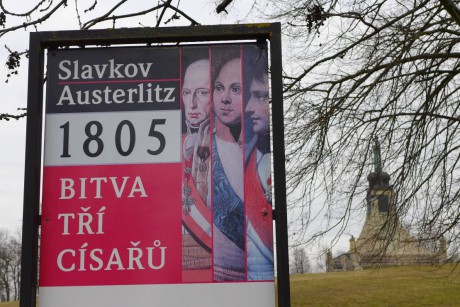 Slavkov
Austerlitz
1805
BITVA
TŘÍ
CÍSAŘŮ